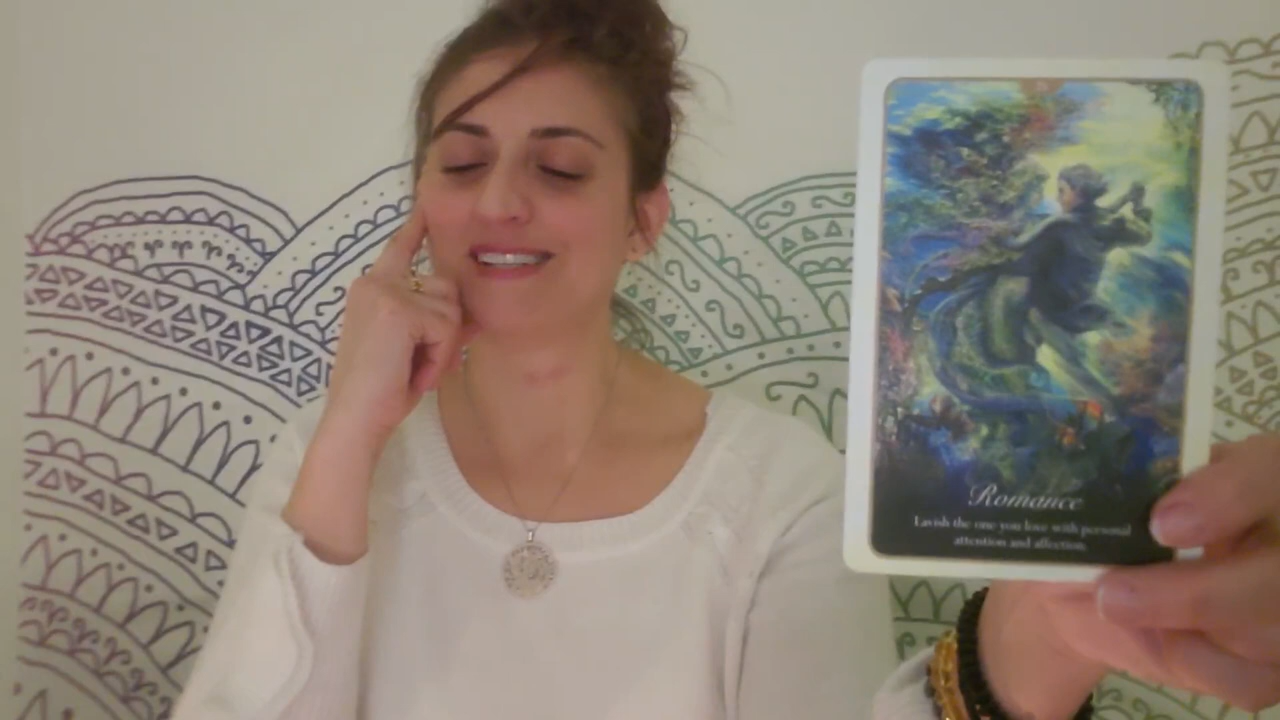 Romance
Lavish the one you love with personal
attention and affection.